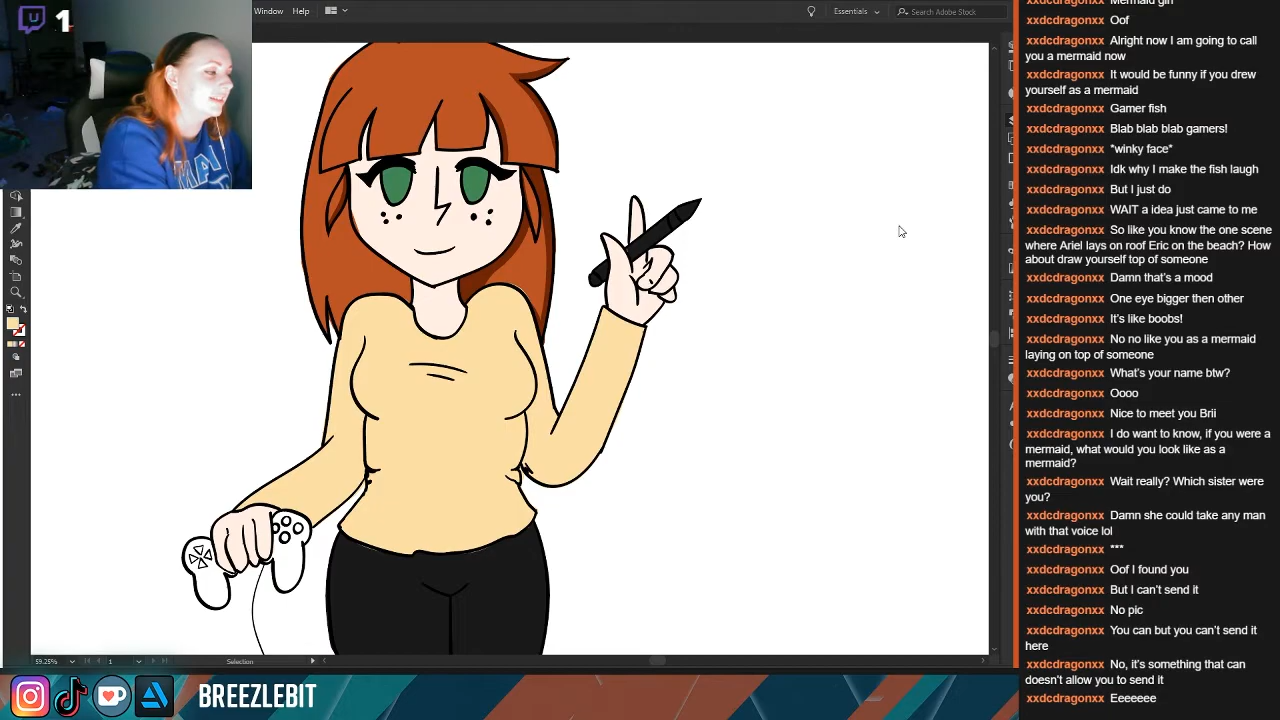 1
Window Help
Essentials
Search Adobe Stock
Mermaid girl
xxdcdragonxx Oof
xxdcdragonxx Alright now I am going to call
you a mermaid now
xxdcdragonxx It would be funny if you drew
yourself as a mermaid
xxdcdragonxx Gamer fish
xxdcdragonxx Blab blab blab gamers!
xxdcdragonxx *winky face*
xxdcdragonxx Idk why I make the fish laugh
xxdcdragonxx But I just do
xxdcdragonxx WAIT a idea just came to me
xxdcdragonxx So like you know the one scene
where Ariel lays on roof Eric on the beach? How
about draw yourself top of someone
xxdcdragonxx Damn that's a mood
xxdcdragonxx One eye bigger then other
xxdcdragonxx It's like boobs!
xxdcdragonxx No no like you as a mermaid
laying on top of someone
xxdcdragonxx What's your name btw?
xxdcdragonxx Oooo
xxdcdragonxx Nice to meet you Brii
xxdcdragonxx I do want to know, if you were a
mermaid, what would you look like as a
mermaid?
xxdcdragonxx Wait really? Which sister were
you?
xxdcdragonxx Damn she could take any man
with that voice lol
xxdcdragonxx ***
xxdcdragonxx Oof I found you
xxdcdragonxx But I can't send it
xxdcdragonxx No pic
xxdcdragonxx You can but you can't send it
here
xxdcdragonxx No, it's something that can
doesn't allow you to send it
xxdcdragonxx Eeeeeee
59.25%
1
Selection
BREEZLEBIT